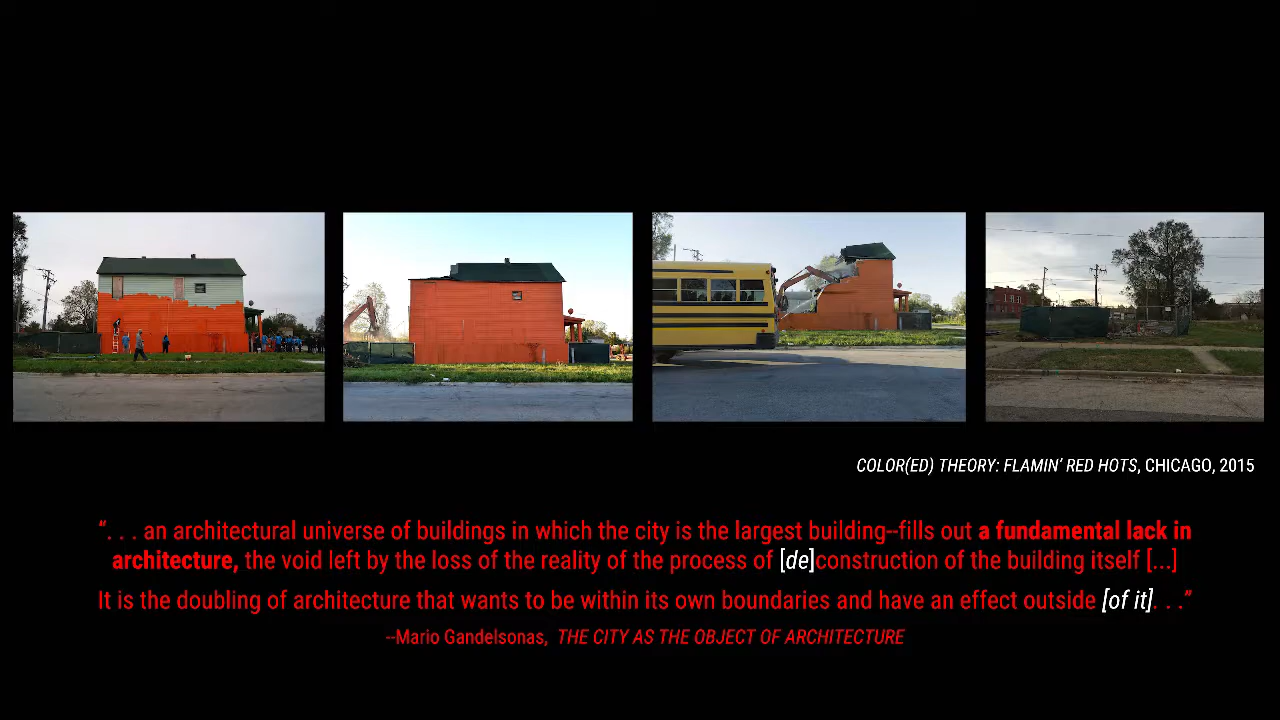 COLOR(ED) THEORY: FLAMIN’ RED HOTS, CHICAGO, 2015
“. . . an architectural universe of buildings in which the city is the largest building--fills out a fundamental lack in
architecture, the void left by the loss of the reality of the process of [de]construction of the building itself [...]
It is the doubling of architecture that wants to be within its own boundaries and have an effect outside [of it]. . .”
--Mario Gandelsonas, THE CITY AS THE OBJECT OF ARCHITECTURE